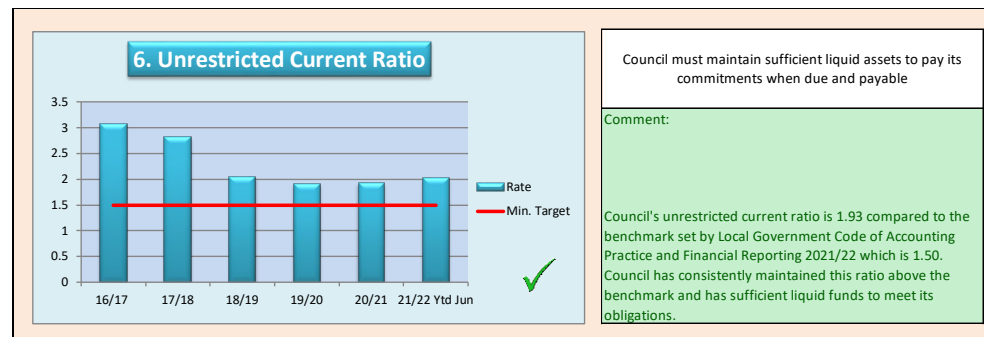 6. Unrestricted Current Ratio
3.5
3
2.5
2
1.5
1
0.5
0
16/17 17/18 18/19 19/20 20/21 21/22 Ytd Jun
Rate
Min. Target
Council must maintain sufficient liquid assets to pay its
commitments when due and payable
Comment:
Council's unrestricted current ratio is 1.93 compared to the
benchmark set by Local Government Code of Accounting
Practice and Financial Reporting 2021/22 which is 1.50.
Council has consistently maintained this ratio above the
benchmark and has sufficient liquid funds to meet its
obligations.